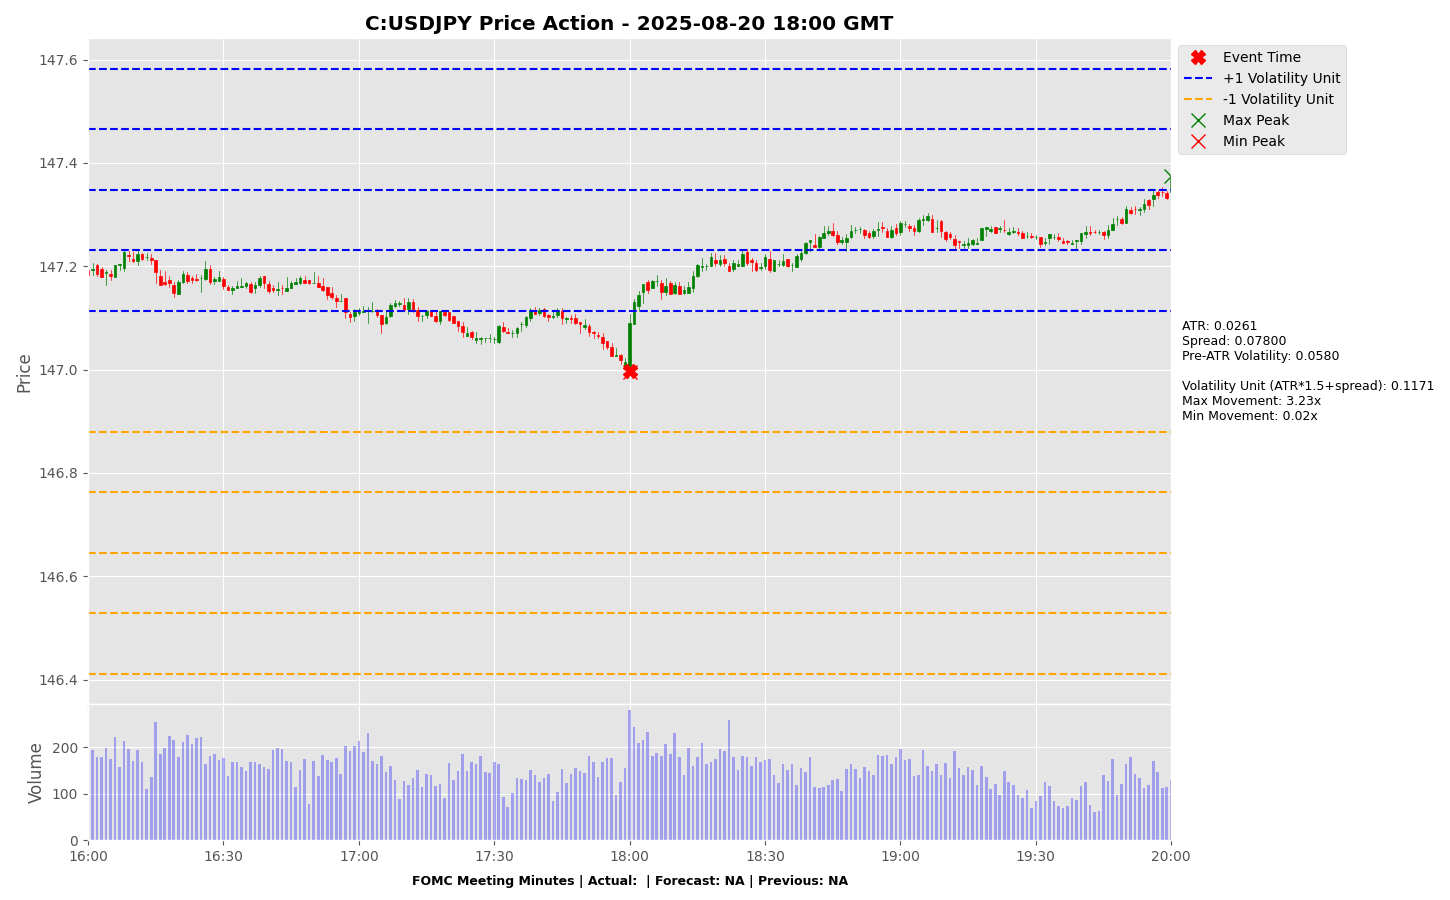 C:USDJPY Price Action - 2025-08-20 18:00 GMT
147.6
147.4
147.2
147.0
146.8
146.6
146.4
Price
Event Time
+1 Volatility Unit
-1 Volatility Unit
Max Peak
Min Peak
ATR: 0.0261
Spread: 0.07800
Pre-ATR Volatility: 0.0580
Volatility Unit (ATR*1.5+spread): 0.1171
Max Movement: 3.23x
Min Movement: 0.02x
200
100
0
Volume
16:00 16:30 17:00 17:30 18:00 18:30 19:00 19:30 20:00
FOMC Meeting Minutes | Actual:  | Forecast: NA | Previous: NA